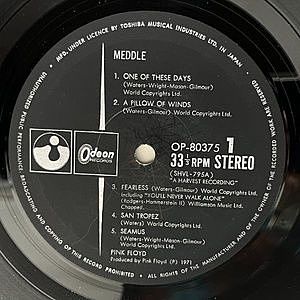 MFD. UNDER LICENCE BY TOSHIBA MUSICAL INDUSTRIES LTD. IN JAPAN
MEDDLE
1. ONE OF THESE DAYS
(Waters-Wright-Mason-Gilmour)
World Copyrights Ltd.
2. A PILLOW OF WINDS
(Waters-Gilmour)
World Copyrights Ltd.
Odeon
RECORDS
OP-80375 1
33⅓ RPM STEREO
(SHVL-795A)
"A HARVEST RECORDING"
3. FEARLESS (Waters-Gilmour) World Copyrights Ltd.
including "YOU'LL NEVER WALK ALONE"
(Rodgers-Hammerstein II) Williamson Music Ltd.
4. SAN TROPEZ
(Waters) World Copyrights Ltd.
5. SEAMUS
(Waters-Wright-Mason-Gilmour)
World Copyrights Ltd.
PINK FLOYD
Produced by Pink Floyd Ⓟ 1971
UNAUTHORISED PUBLIC PERFORMANCE, BROADCASTING AND COPYING OF THIS RECORD PROHIBITED. ALL RIGHTS OF THE MANUFACTURER AND OF THE OWNER OF THE RECORDED WORK RESERVED